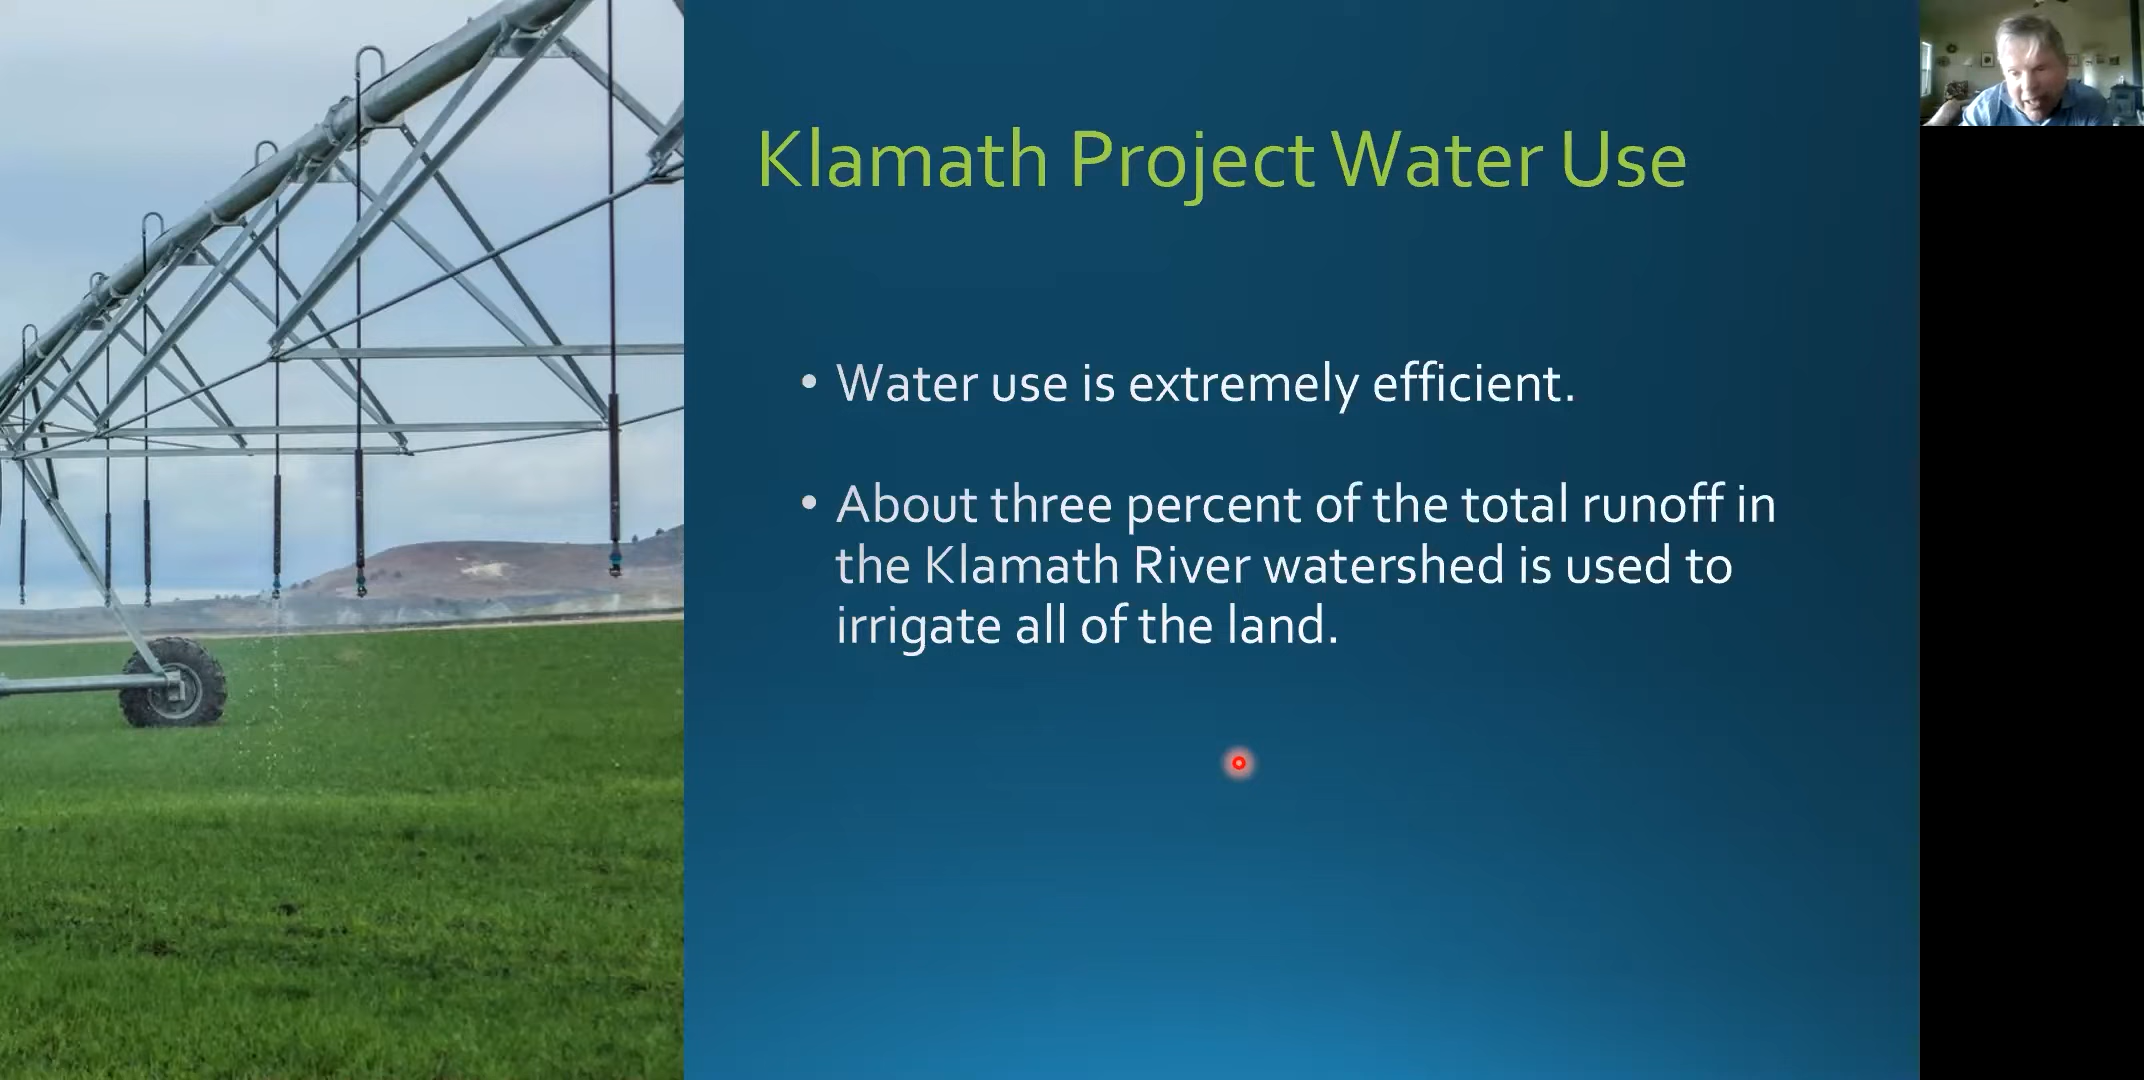 Klamath Project Water Use
• Water use is extremely efficient.
• About three percent of the total runoff in
the Klamath River watershed is used to
irrigate all of the land.